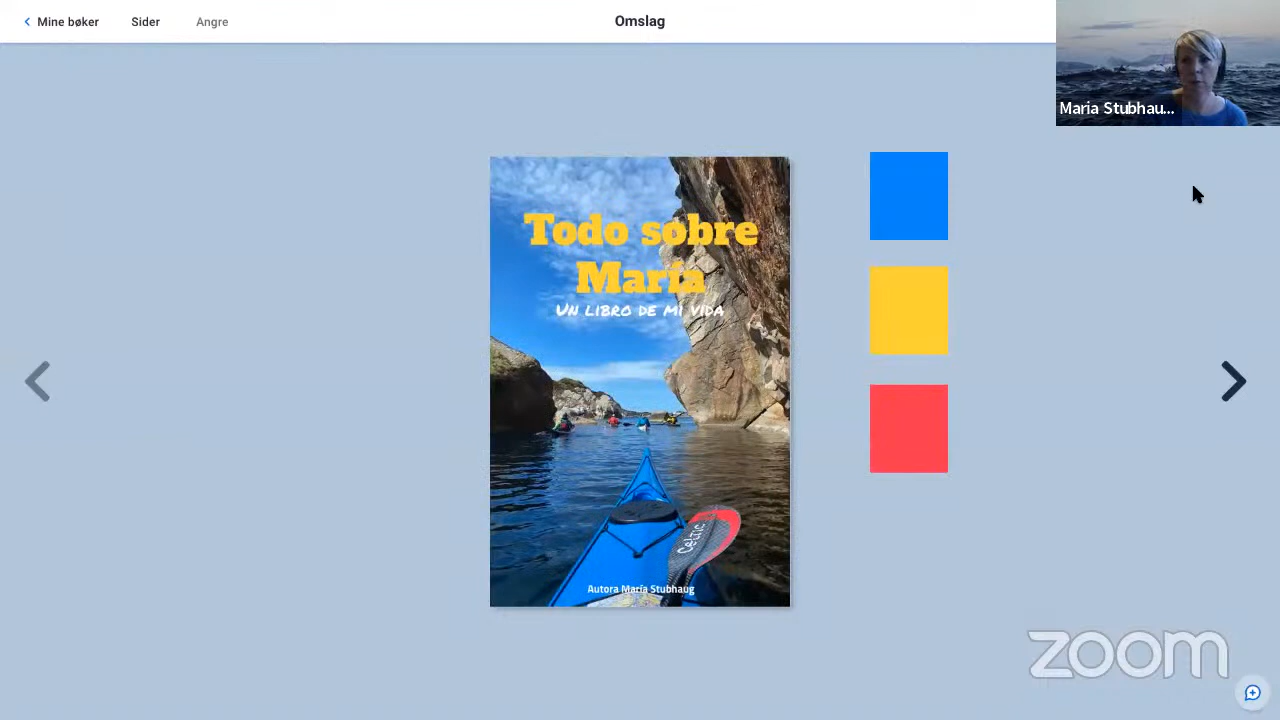 Mine bøker
Sider
Angre
Omslag
Maria Stubhau...
Todo sobre
María
Un libro de mi vida
Celtic
Autora María Stubhaug
zoom